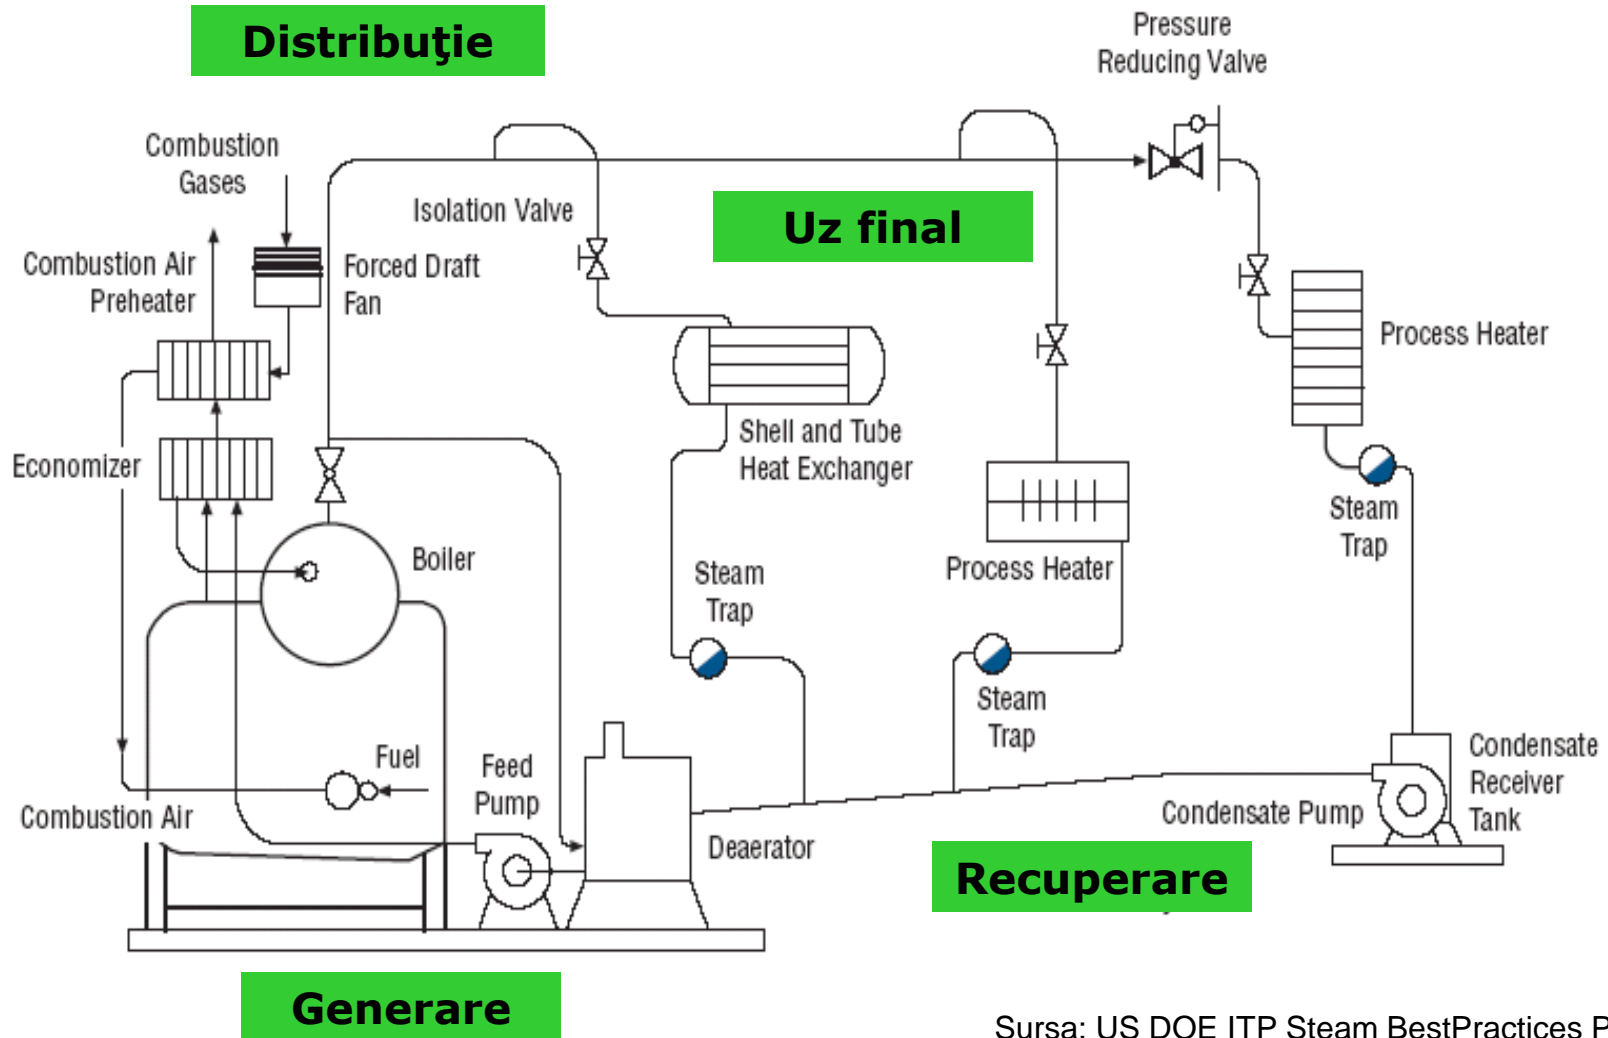 Distribuţie
Pressure
Reducing Valve
Combustion
Gases
Isolation Valve
Uz final
Combustion Air
Preheater
Forced Draft
Fan
Process Heater
Shell and Tube
Heat Exchanger
Economizer
Steam
Trap
Boiler
Steam
Trap
Process Heater
Steam
Trap
Fuel
Feed
Pump
Condensate
Receiver
Tank
Combustion Air
Condensate Pump
Deaerator
Recuperare
Generare
Sursa: US DOE ITP Steam BestPractices P